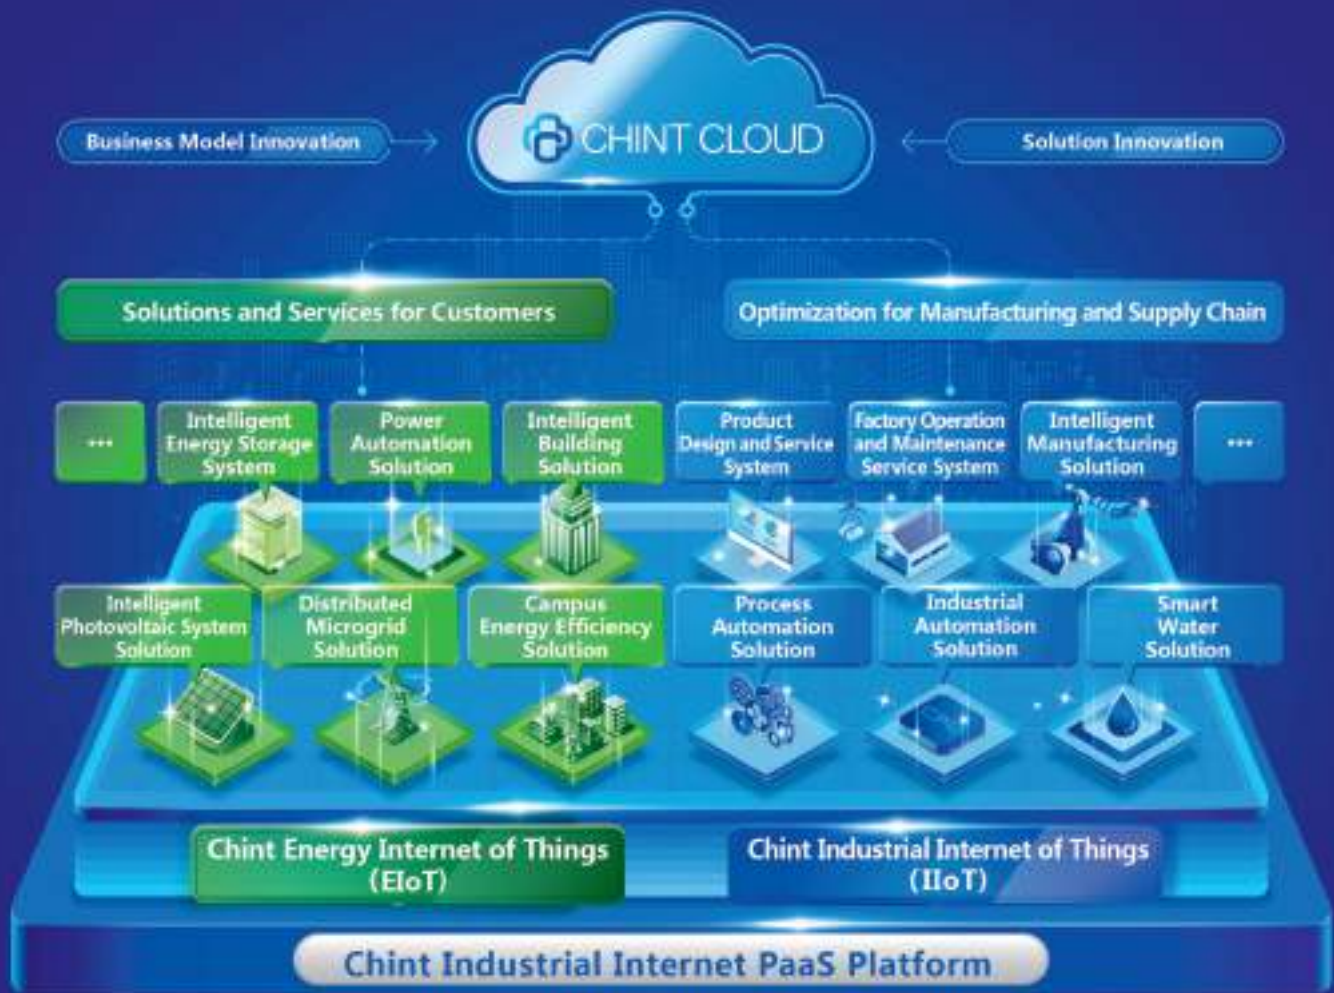 CHINT CLOUD
Business Model Innovation
Solution Innovation
Solutions and Services for Customers
Optimization for Manufacturing and Supply Chain
...
Intelligent
Energy Storage
System
Power
Automation
Solution
Intelligent
Building
Solution
Product
Design and Service
System
Factory Operation
and Maintenance
Service System
Intelligent
Manufacturing
Solution
...
Intelligent
Photovoltaic System
Solution
Distributed
Microgrid
Solution
Campus
Energy Efficiency
Solution
Process
Automation
Solution
Industrial
Automation
Solution
Smart
Water
Solution
Chint Energy Internet of Things
(EIoT)
Chint Industrial Internet of Things
(IIoT)
Chint Industrial Internet PaaS Platform